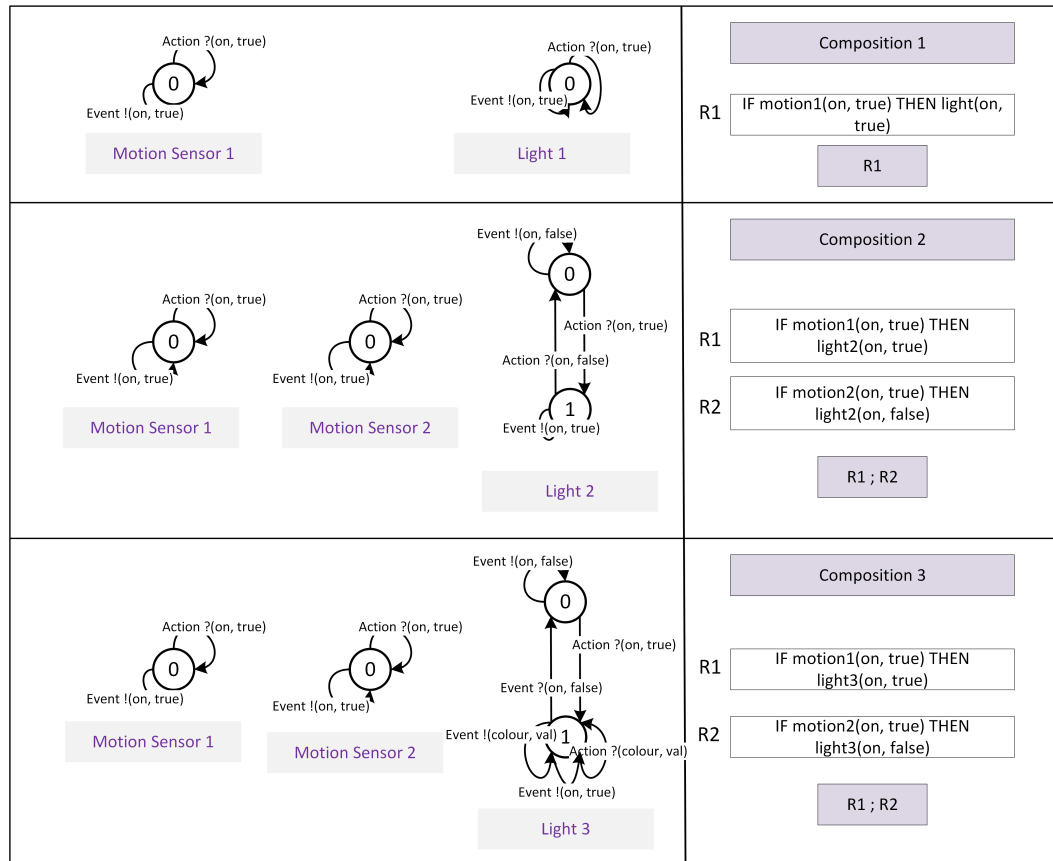 Action ?(on, true)
0
Event !(on, true)
Motion Sensor 1
Action ?(on, true)
0
Event !(on, true)
Light 1
Composition 1
R1
IF motion1(on, true) THEN light(on,
true)
R1
Action ?(on, true)
0
Event !(on, true)
Motion Sensor 1
Action ?(on, true)
0
Event !(on, true)
Motion Sensor 2
Event !(on, false)
0
Action ?(on, true)
Action ?(on, false)
1
Event !(on, true)
Light 2
Composition 2
R1
IF motion1(on, true) THEN
light2(on, true)
R2
IF motion2(on, true) THEN
light2(on, false)
R1 ; R2
Action ?(on, true)
0
Event !(on, true)
Motion Sensor 1
Action ?(on, true)
0
Event !(on, true)
Motion Sensor 2
Event !(on, false)
0
Action ?(on, true)
Event ?(on, false)
Event !(colour, val)
1
Action ?(colour, val)
Event !(on, true)
Light 3
Composition 3
R1
IF motion1(on, true) THEN
light3(on, true)
R2
IF motion2(on, true) THEN
light3(on, false)
R1 ; R2